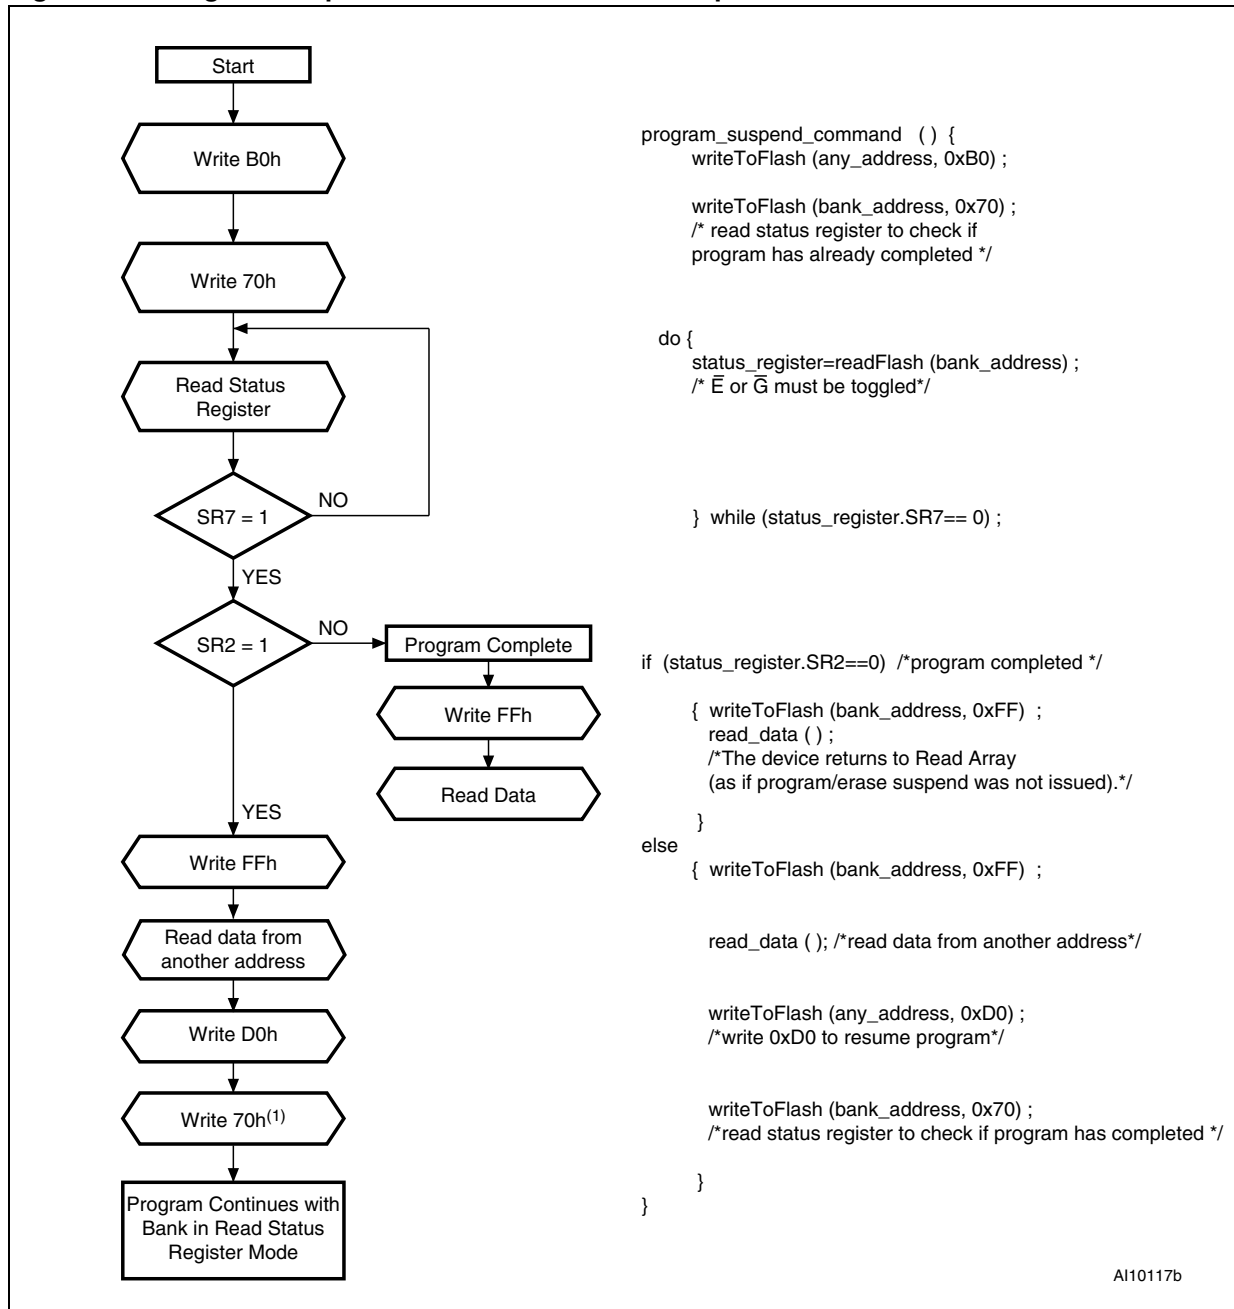 Start
Write B0h
Write 70h
Read Status
Register
SR7 = 1
NO
YES
SR2 = 1
NO
Program Complete
Write FFh
Read Data
YES
Write FFh
Read data from
another address
Write D0h
Write 70h(1)
Program Continues with
Bank in Read Status
Register Mode
program_suspend_command ( ) {
writeToFlash (any_address, 0xB0) ;
writeToFlash (bank_address, 0x70) ;
/* read status register to check if
program has already completed */
do {
status_register=readFlash (bank_address) ;
/* E̅ or G̅ must be toggled*/
} while (status_register.SR7== 0) ;
if (status_register.SR2==0) /*program completed */
{ writeToFlash (bank_address, 0xFF) ;
read_data ( ) ;
/*The device returns to Read Array
(as if program/erase suspend was not issued).*/
}
else
{ writeToFlash (bank_address, 0xFF) ;
read_data ( ); /*read data from another address*/
writeToFlash (any_address, 0xD0) ;
/*write 0xD0 to resume program*/
writeToFlash (bank_address, 0x70) ;
/*read status register to check if program has completed */
}
}
AI10117b